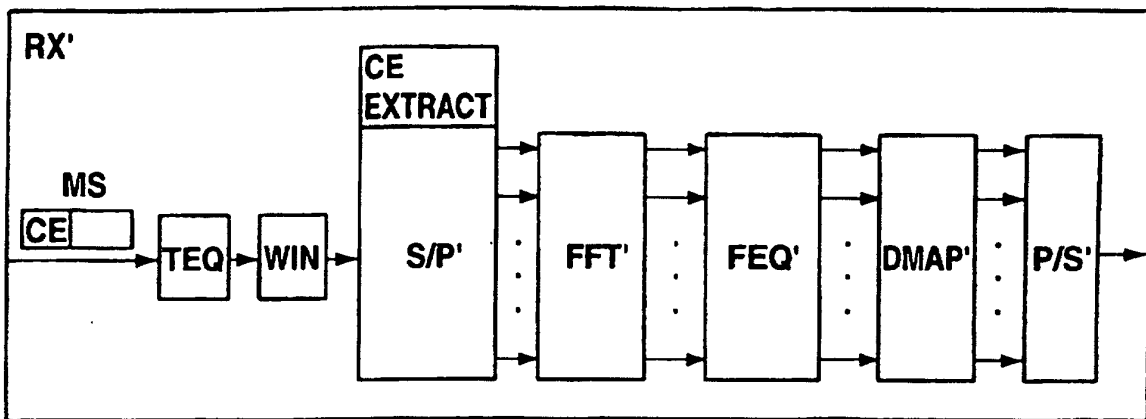 RX'
CE
EXTRACT
MS
CE
TEQ
WIN
S/P'
FFT'
FEQ'
DMAP'
P/S'